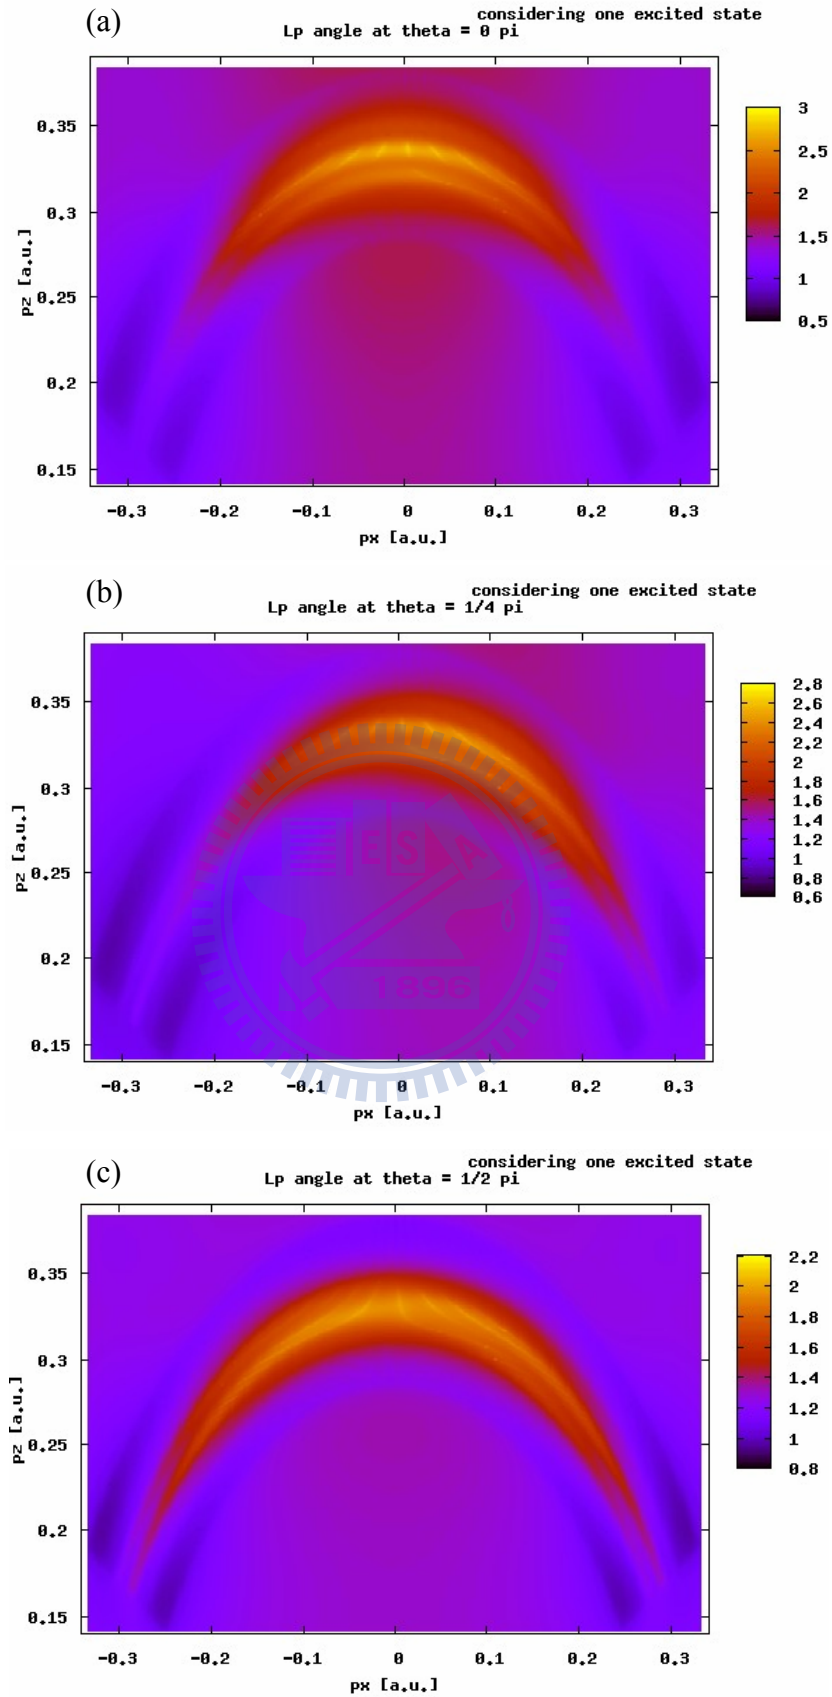 (a)
considering one excited state
Lp angle at theta = 0 pi
0.35
0.3
0.25
0.2
0.15
pz [a.u.]
-0.3 -0.2 -0.1 0 0.1 0.2 0.3
px [a.u.]
3
2.5
2
1.5
1
0.5
(b)
considering one excited state
Lp angle at theta = 1/4 pi
0.35
0.3
0.25
0.2
0.15
pz [a.u.]
-0.3 -0.2 -0.1 0 0.1 0.2 0.3
px [a.u.]
2.8
2.6
2.4
2.2
2
1.8
1.6
1.4
1.2
1
0.8
0.6
E S A
1896
(c)
considering one excited state
Lp angle at theta = 1/2 pi
0.35
0.3
0.25
0.2
0.15
pz [a.u.]
-0.3 -0.2 -0.1 0 0.1 0.2 0.3
px [a.u.]
2.2
2
1.8
1.6
1.4
1.2
1
0.8